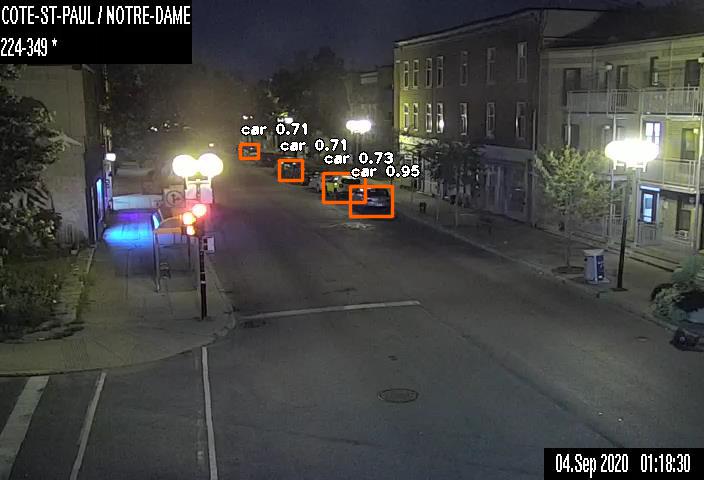 COTE-ST-PAUL / NOTRE-DAME
224-349 *
car 0.71
car 0.71
car 0.73
car 0.95
04.Sep 2020 01:18:30